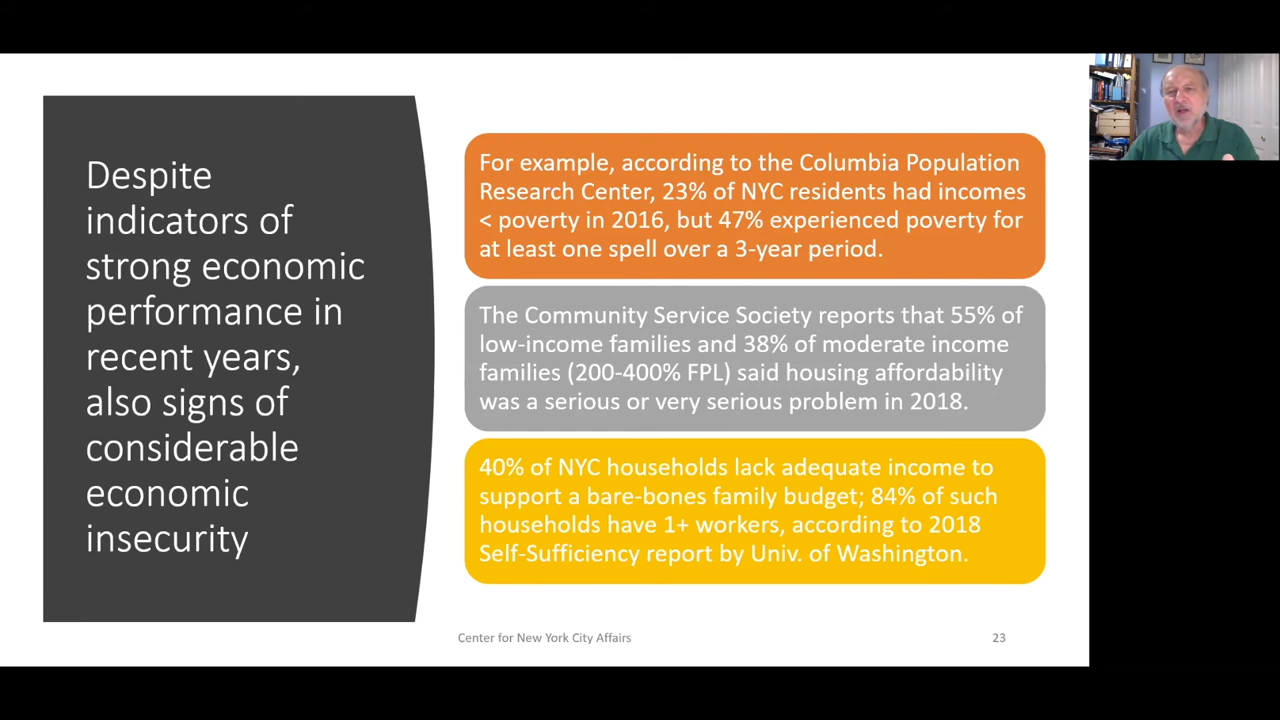 Despite
indicators of
strong economic
performance in
recent years,
also signs of
considerable
economic
insecurity
For example, according to the Columbia Population
Research Center, 23% of NYC residents had incomes
< poverty in 2016, but 47% experienced poverty for
at least one spell over a 3-year period.
The Community Service Society reports that 55% of
low-income families and 38% of moderate income
families (200-400% FPL) said housing affordability
was a serious or very serious problem in 2018.
40% of NYC households lack adequate income to
support a bare-bones family budget; 84% of such
households have 1+ workers, according to 2018
Self-Sufficiency report by Univ. of Washington.
Center for New York City Affairs
23